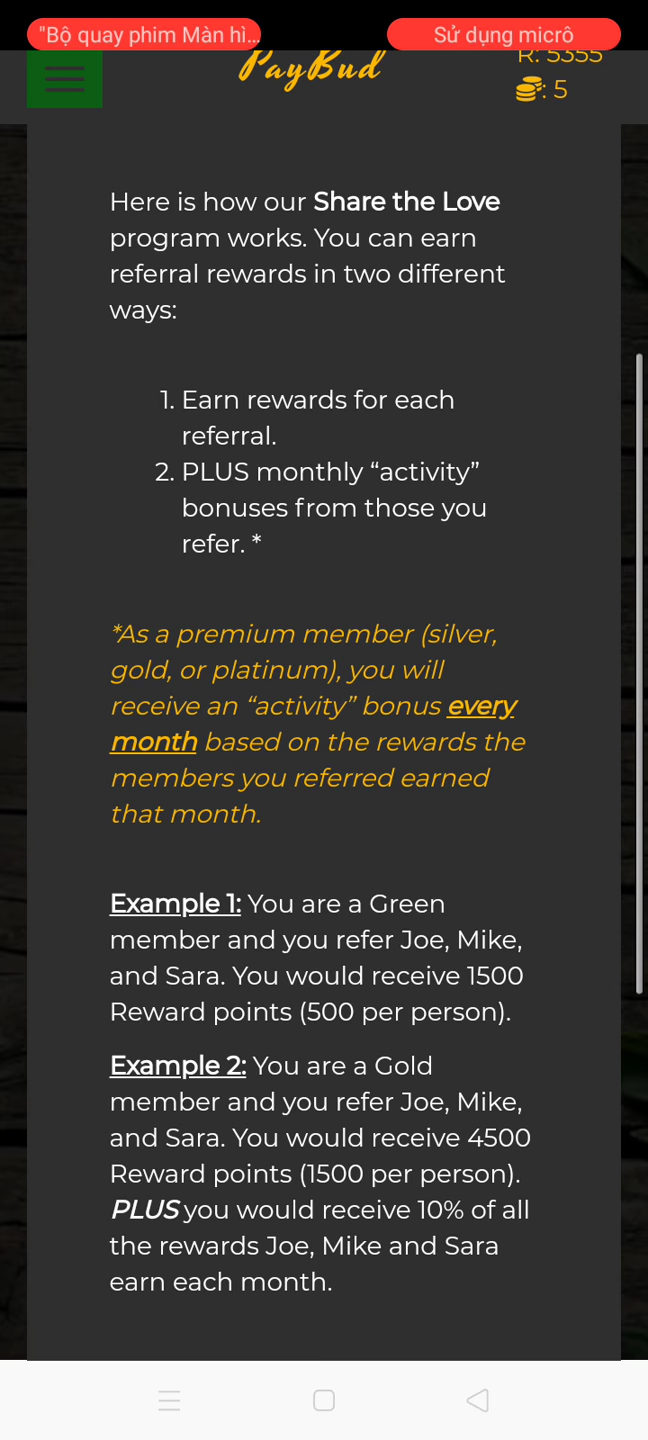 "Bộ quay phim Màn hì...
Sử dụng micrô
PayBud
R: 5355
: 5
Here is how our Share the Love
program works. You can earn
referral rewards in two different
ways:
1. Earn rewards for each
referral.
2. PLUS monthly “activity”
bonuses from those you
refer. *
*As a premium member (silver,
gold, or platinum), you will
receive an “activity” bonus every
month based on the rewards the
members you referred earned
that month.
Example 1: You are a Green
member and you refer Joe, Mike,
and Sara. You would receive 1500
Reward points (500 per person).
Example 2: You are a Gold
member and you refer Joe, Mike,
and Sara. You would receive 4500
Reward points (1500 per person).
PLUS you would receive 10% of all
the rewards Joe, Mike and Sara
earn each month.